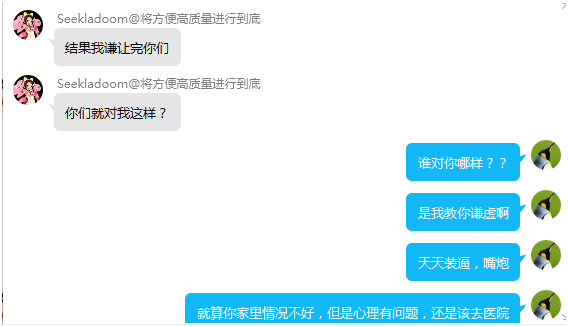 Seekladoom@将方便高质量进行到底
结果我谦让完你们
Seekladoom@将方便高质量进行到底
你们就对我这样？
谁对你哪样？？
是我教你谦虚啊
天天装逼，嘴炮
就算你家里情况不好，但是心理有问题，还是该去医院